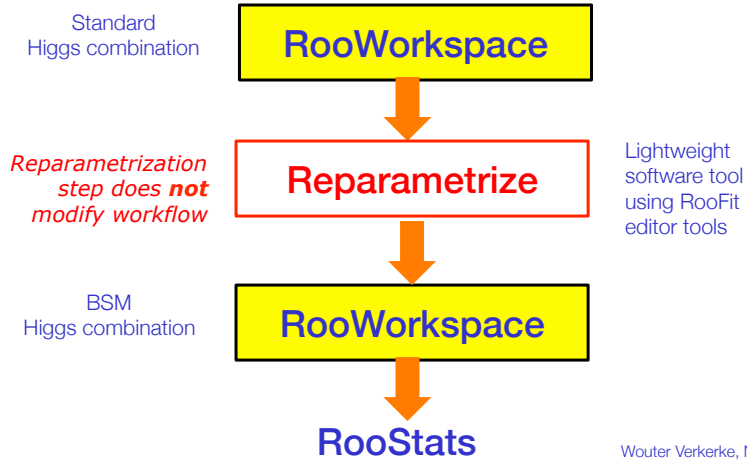 Standard
Higgs combination
RooWorkspace
Reparametrization
step does not
modify workflow
Reparametrize
Lightweight
software tool
using RooFit
editor tools
BSM
Higgs combination
RooWorkspace
RooStats
Wouter Verkerke, N